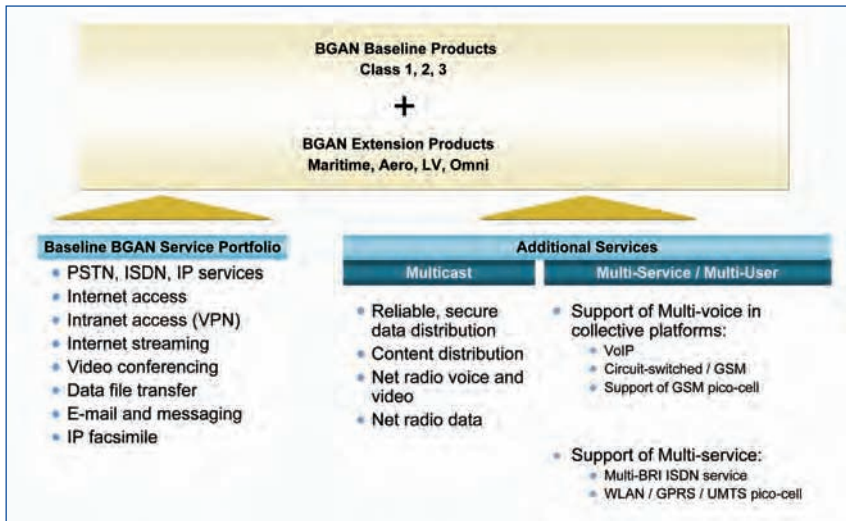 BGAN Baseline Products
Class 1, 2, 3
+
BGAN Extension Products
Maritime, Aero, LV, Omni
Baseline BGAN Service Portfolio
PSTN, ISDN, IP services
Internet access
Intranet access (VPN)
Internet streaming
Video conferencing
Data file transfer
E-mail and messaging
IP facsimile
Additional Services
Multicast
Reliable, secure
data distribution
Content distribution
Net radio voice and
video
Net radio data
Multi-Service / Multi-User
Support of Multi-voice in
collective platforms:
VoIP
Circuit-switched / GSM
Support of GSM pico-cell
Support of Multi-service:
Multi-BRI ISDN service
WLAN / GPRS / UMTS pico-cell